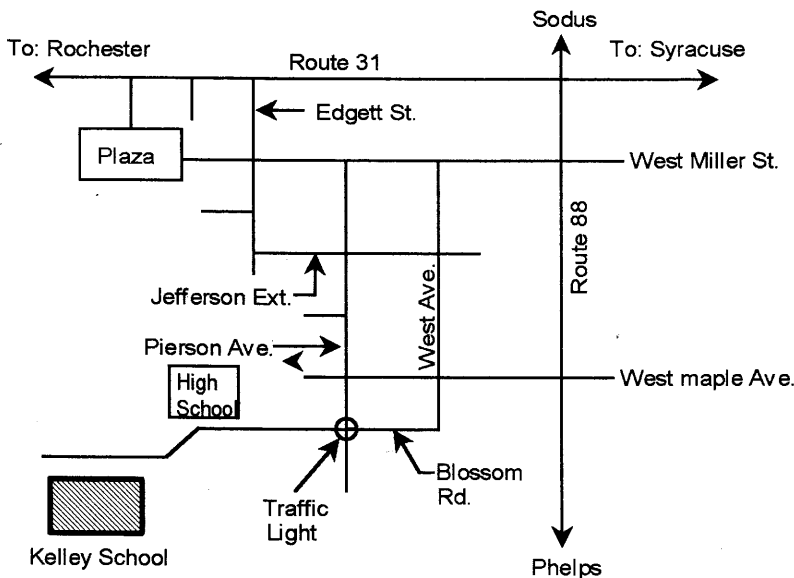 Sodus
To: Rochester
To: Syracuse
Route 31
Edgett St.
Plaza
West Miller St.
Route 88
Jefferson Ext.
West Ave.
Pierson Ave.
High
School
West maple Ave.
Blossom
Rd.
Traffic
Light
Kelley School
Phelps